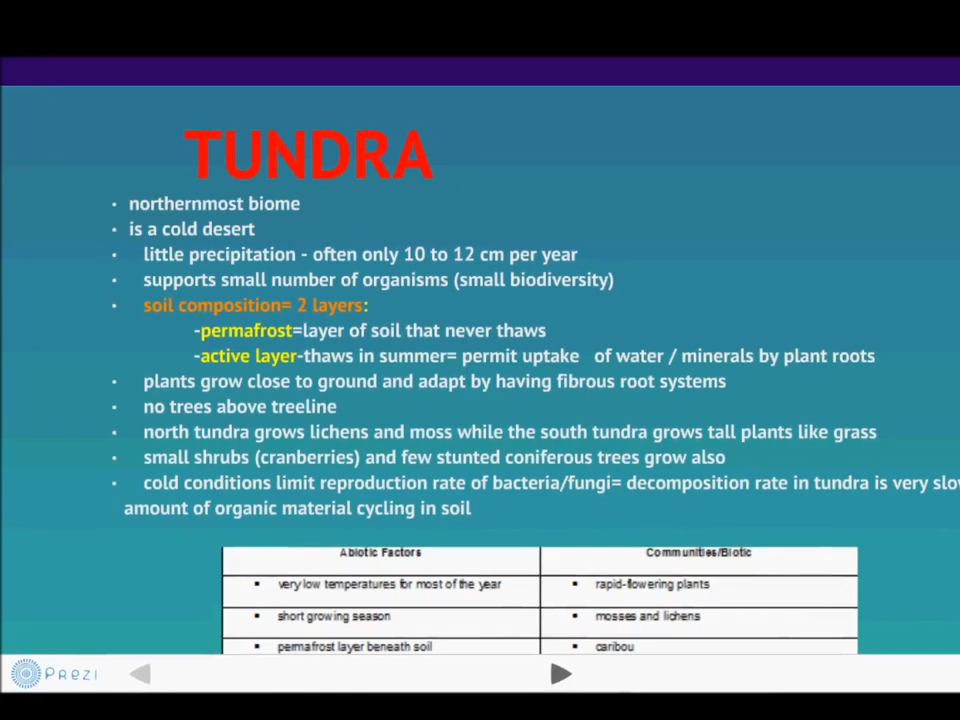 TUNDRA
· northernmost biome
· is a cold desert
· little precipitation - often only 10 to 12 cm per year
· supports small number of organisms (small biodiversity)
· soil composition= 2 layers:
-permafrost=layer of soil that never thaws
-active layer-thaws in summer= permit uptake of water / minerals by plant roots
· plants grow close to ground and adapt by having fibrous root systems
· no trees above treeline
· north tundra grows lichens and moss while the south tundra grows tall plants like grass
· small shrubs (cranberries) and few stunted coniferous trees grow also
· cold conditions limit reproduction rate of bacteria/fungi= decomposition rate in tundra is very
amount of organic material cycling in soil
Abiotic Factors Communities/Biotic
▪ very low temperatures for most of the year ▪ rapid-flowering plants
▪ short growing season ▪ mosses and lichens
▪ permafrost layer beneath soil ▪ caribou
PREZI